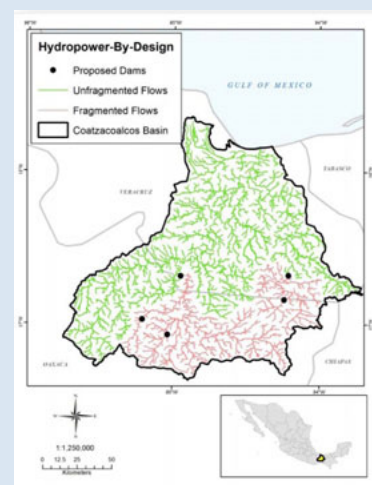 Hydropower-By-Design
Proposed Dams
Unfragmented Flows
Fragmented Flows
Coatzacoalcos Basin
GULF OF MEXICO
TABASCO
VERACRUZ
OAXACA
CHIAPAS
N
1:1,250,000
0 12.5 25 50
Kilometers